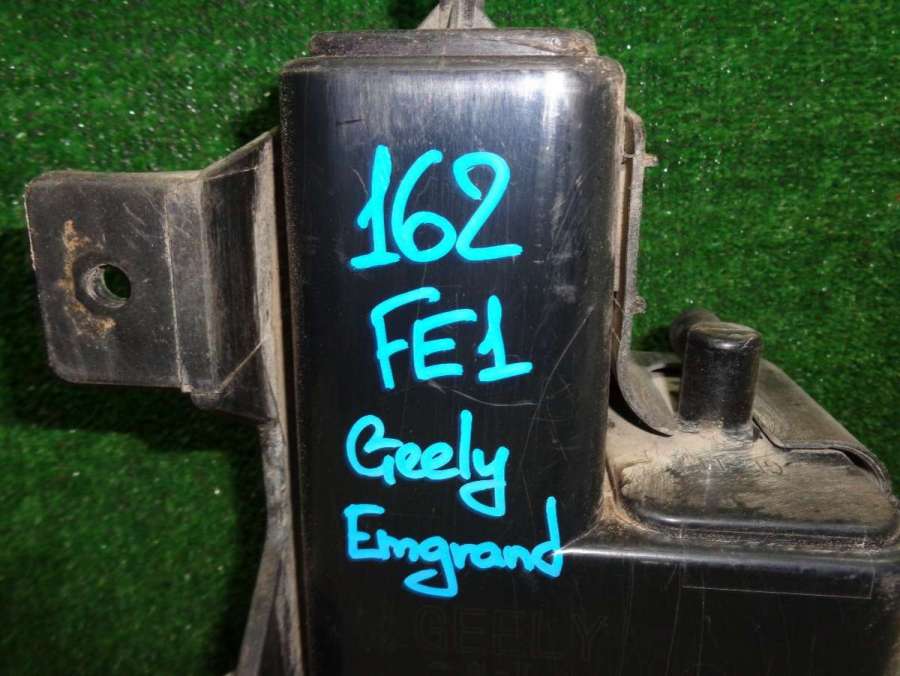 162
FE1
Geely
Emgrand
GEELY